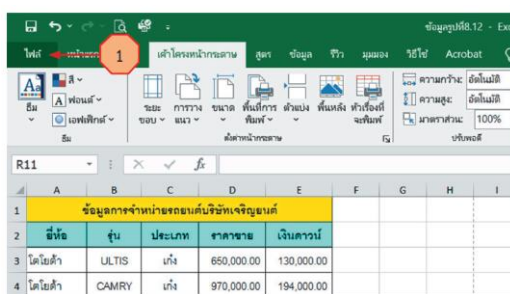 ข้อมูลรูปที่8.12 - Exc
ไฟล์ 1 เค้าโครงหน้ากระดาษ สูตร ข้อมูล รีวิว มุมมอง วิธีใช้ Acrobat
สี
ฟอนต์
เอฟเฟ็กต์
ธีม
ระยะขอบ การวางแนว ขนาด พื้นที่การพิมพ์ ตัวแบ่ง พื้นหลัง หัวเรื่องที่จะพิมพ์
ความกว้าง: อัตโนมัติ
ความสูง: อัตโนมัติ
มาตราส่วน: 100%
ธีม ตั้งค่าหน้ากระดาษ ปรับพอดี
R11 fx
A B C D E F G H I
1 ข้อมูลการจำหน่ายรถยนต์บริษัทเจริญยนต์
2 ยี่ห้อ รุ่น ประเภท ราคาขาย เงินดาวน์
3 โตโยต้า ULTIS เก๋ง 650,000.00 130,000.00
4 โตโยต้า CAMRY เก๋ง 970,000.00 194,000.00